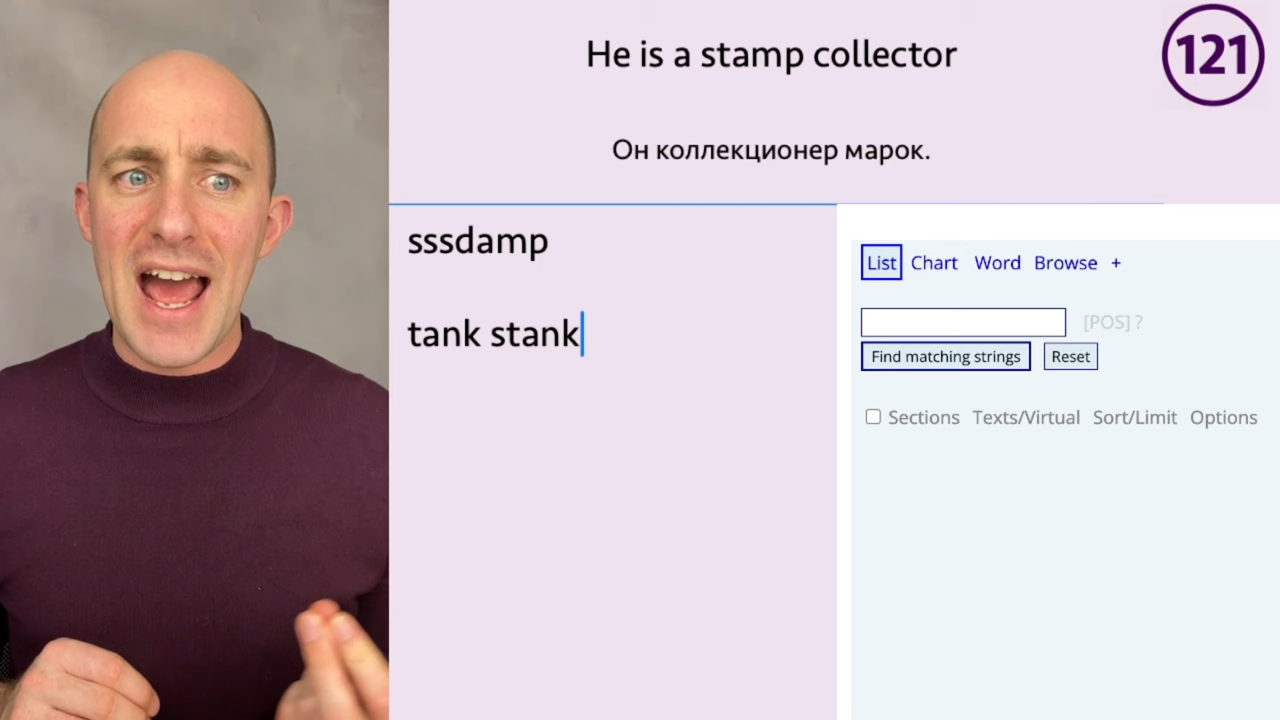 He is a stamp collector
121
Он коллекционер марок.
sssdamp
tank stank
List Chart Word Browse +
[POS] ?
Find matching strings Reset
Sections Texts/Virtual Sort/Limit Options